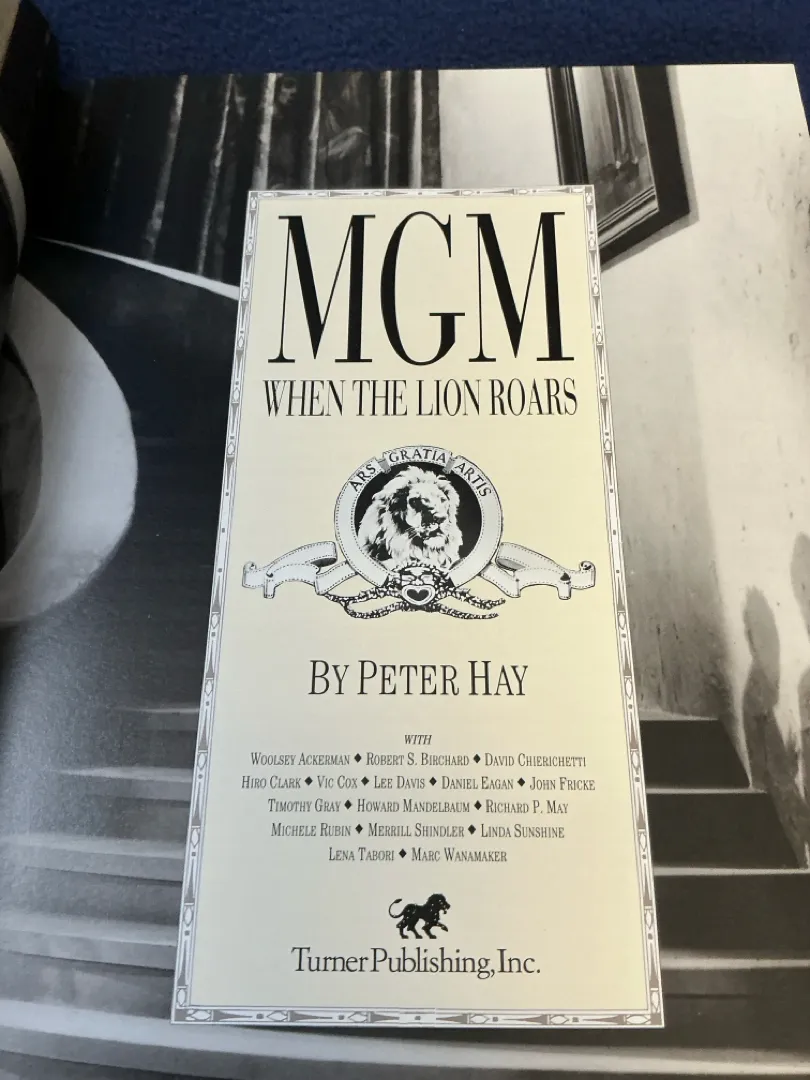 MGM
WHEN THE LION ROARS
ARS GRATIA ARTIS
BY PETER HAY
WITH
WOOLSEY ACKERMAN ♦ ROBERT S. BIRCHARD ♦ DAVID CHIERICHETTI
HIRO CLARK ♦ VIC COX ♦ LEE DAVIS ♦ DANIEL EAGAN ♦ JOHN FRICKE
TIMOTHY GRAY ♦ HOWARD MANDELBAUM ♦ RICHARD P. MAY
MICHELE RUBIN ♦ MERRILL SHINDLER ♦ LINDA SUNSHINE
LENA TABORI ♦ MARC WANAMAKER
Turner Publishing, Inc.